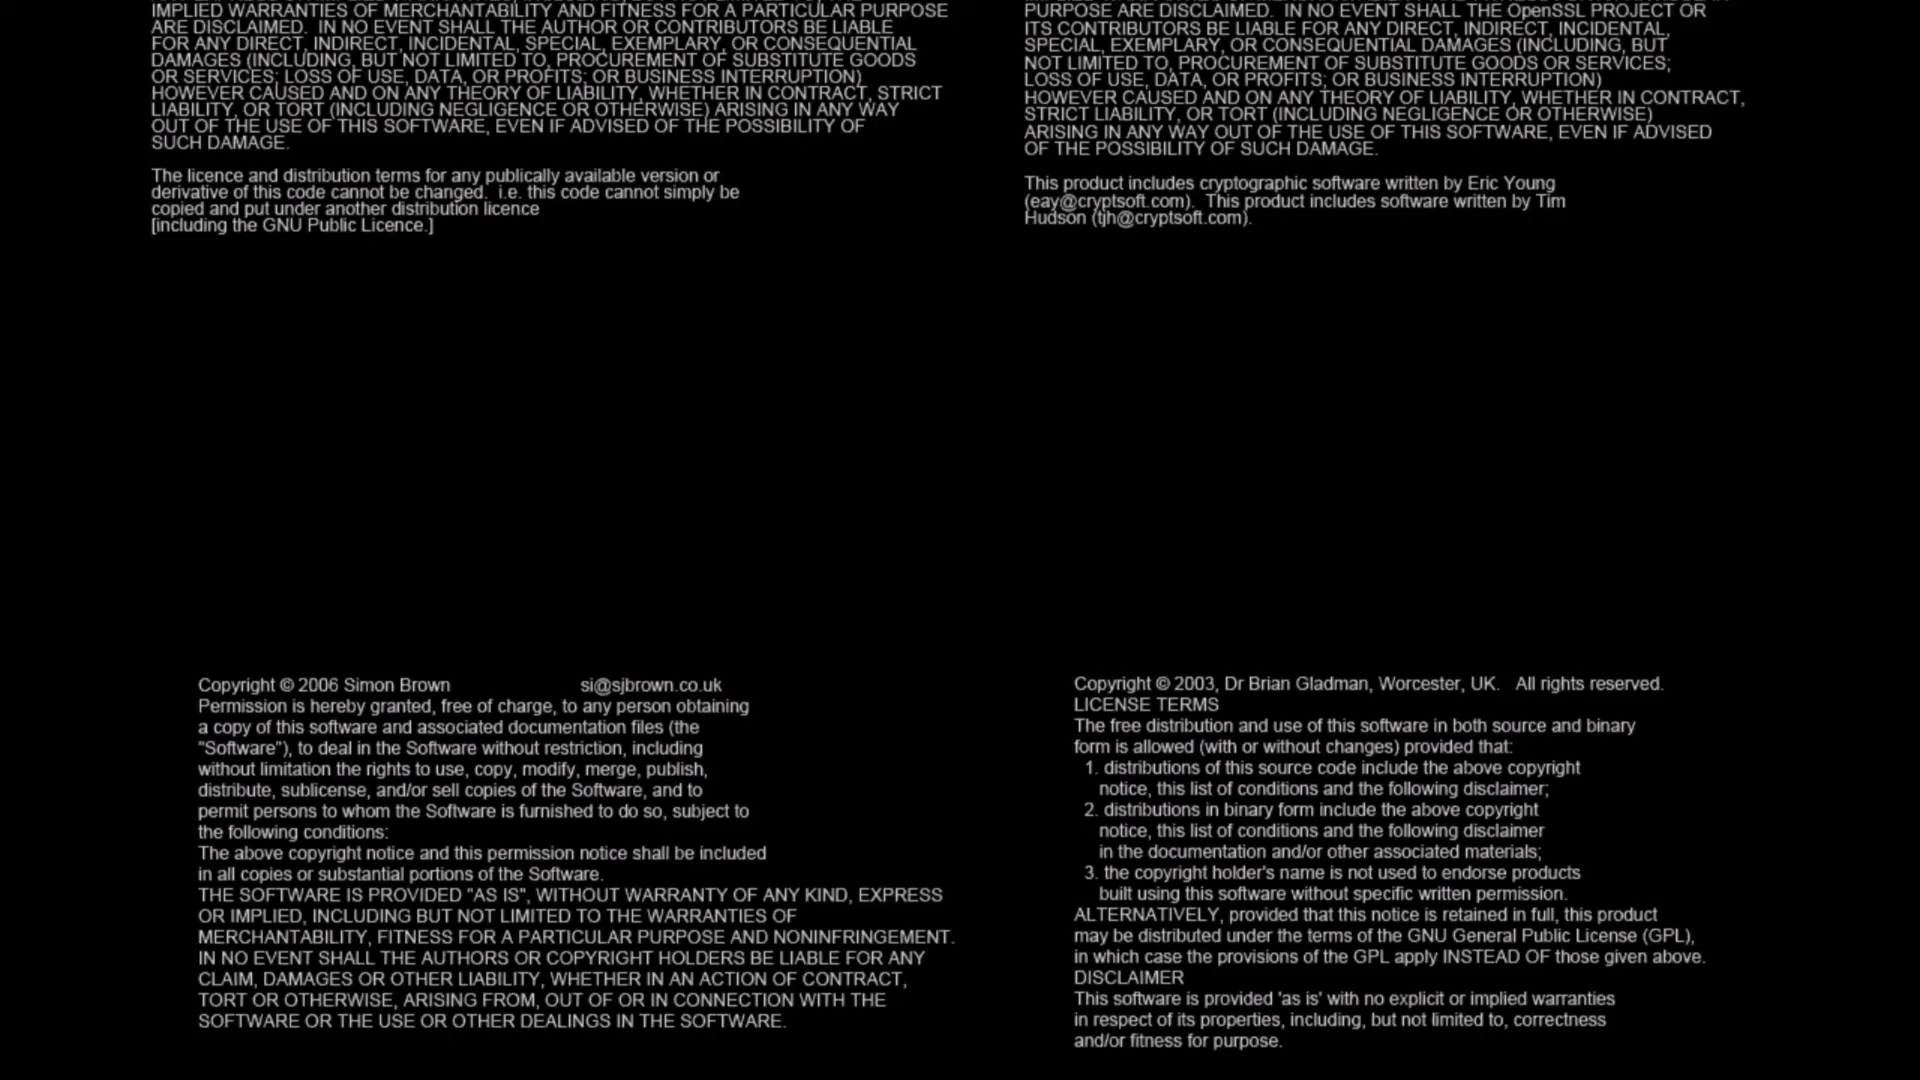 IMPLIED WARRANTIES OF MERCHANTABILITY AND FITNESS FOR A PARTICULAR PURPOSE
ARE DISCLAIMED.  IN NO EVENT SHALL THE AUTHOR OR CONTRIBUTORS BE LIABLE
FOR ANY DIRECT, INDIRECT, INCIDENTAL, SPECIAL, EXEMPLARY, OR CONSEQUENTIAL
DAMAGES (INCLUDING, BUT NOT LIMITED TO, PROCUREMENT OF SUBSTITUTE GOODS
OR SERVICES; LOSS OF USE, DATA, OR PROFITS; OR BUSINESS INTERRUPTION)
HOWEVER CAUSED AND ON ANY THEORY OF LIABILITY, WHETHER IN CONTRACT, STRICT
LIABILITY, OR TORT (INCLUDING NEGLIGENCE OR OTHERWISE) ARISING IN ANY WAY
OUT OF THE USE OF THIS SOFTWARE, EVEN IF ADVISED OF THE POSSIBILITY OF
SUCH DAMAGE.
The licence and distribution terms for any publically available version or
derivative of this code cannot be changed.  i.e. this code cannot simply be
copied and put under another distribution licence
[including the GNU Public Licence.]
PURPOSE ARE DISCLAIMED.  IN NO EVENT SHALL THE OpenSSL PROJECT OR
ITS CONTRIBUTORS BE LIABLE FOR ANY DIRECT, INDIRECT, INCIDENTAL,
SPECIAL, EXEMPLARY, OR CONSEQUENTIAL DAMAGES (INCLUDING, BUT
NOT LIMITED TO, PROCUREMENT OF SUBSTITUTE GOODS OR SERVICES;
LOSS OF USE, DATA, OR PROFITS; OR BUSINESS INTERRUPTION)
HOWEVER CAUSED AND ON ANY THEORY OF LIABILITY, WHETHER IN CONTRACT,
STRICT LIABILITY, OR TORT (INCLUDING NEGLIGENCE OR OTHERWISE)
ARISING IN ANY WAY OUT OF THE USE OF THIS SOFTWARE, EVEN IF ADVISED
OF THE POSSIBILITY OF SUCH DAMAGE.
This product includes cryptographic software written by Eric Young
(eay@cryptsoft.com).  This product includes software written by Tim
Hudson (tjh@cryptsoft.com).
Copyright © 2006 Simon Brown si@sjbrown.co.uk
Permission is hereby granted, free of charge, to any person obtaining
a copy of this software and associated documentation files (the
"Software"), to deal in the Software without restriction, including
without limitation the rights to use, copy, modify, merge, publish,
distribute, sublicense, and/or sell copies of the Software, and to
permit persons to whom the Software is furnished to do so, subject to
the following conditions:
The above copyright notice and this permission notice shall be included
in all copies or substantial portions of the Software.
THE SOFTWARE IS PROVIDED "AS IS", WITHOUT WARRANTY OF ANY KIND, EXPRESS
OR IMPLIED, INCLUDING BUT NOT LIMITED TO THE WARRANTIES OF
MERCHANTABILITY, FITNESS FOR A PARTICULAR PURPOSE AND NONINFRINGEMENT.
IN NO EVENT SHALL THE AUTHORS OR COPYRIGHT HOLDERS BE LIABLE FOR ANY
CLAIM, DAMAGES OR OTHER LIABILITY, WHETHER IN AN ACTION OF CONTRACT,
TORT OR OTHERWISE, ARISING FROM, OUT OF OR IN CONNECTION WITH THE
SOFTWARE OR THE USE OR OTHER DEALINGS IN THE SOFTWARE.
Copyright © 2003, Dr Brian Gladman, Worcester, UK.   All rights reserved.
LICENSE TERMS
The free distribution and use of this software in both source and binary
form is allowed (with or without changes) provided that:
1. distributions of this source code include the above copyright
notice, this list of conditions and the following disclaimer;
2. distributions in binary form include the above copyright
notice, this list of conditions and the following disclaimer
in the documentation and/or other associated materials;
3. the copyright holder's name is not used to endorse products
built using this software without specific written permission.
ALTERNATIVELY, provided that this notice is retained in full, this product
may be distributed under the terms of the GNU General Public License (GPL),
in which case the provisions of the GPL apply INSTEAD OF those given above.
DISCLAIMER
This software is provided 'as is' with no explicit or implied warranties
in respect of its properties, including, but not limited to, correctness
and/or fitness for purpose.